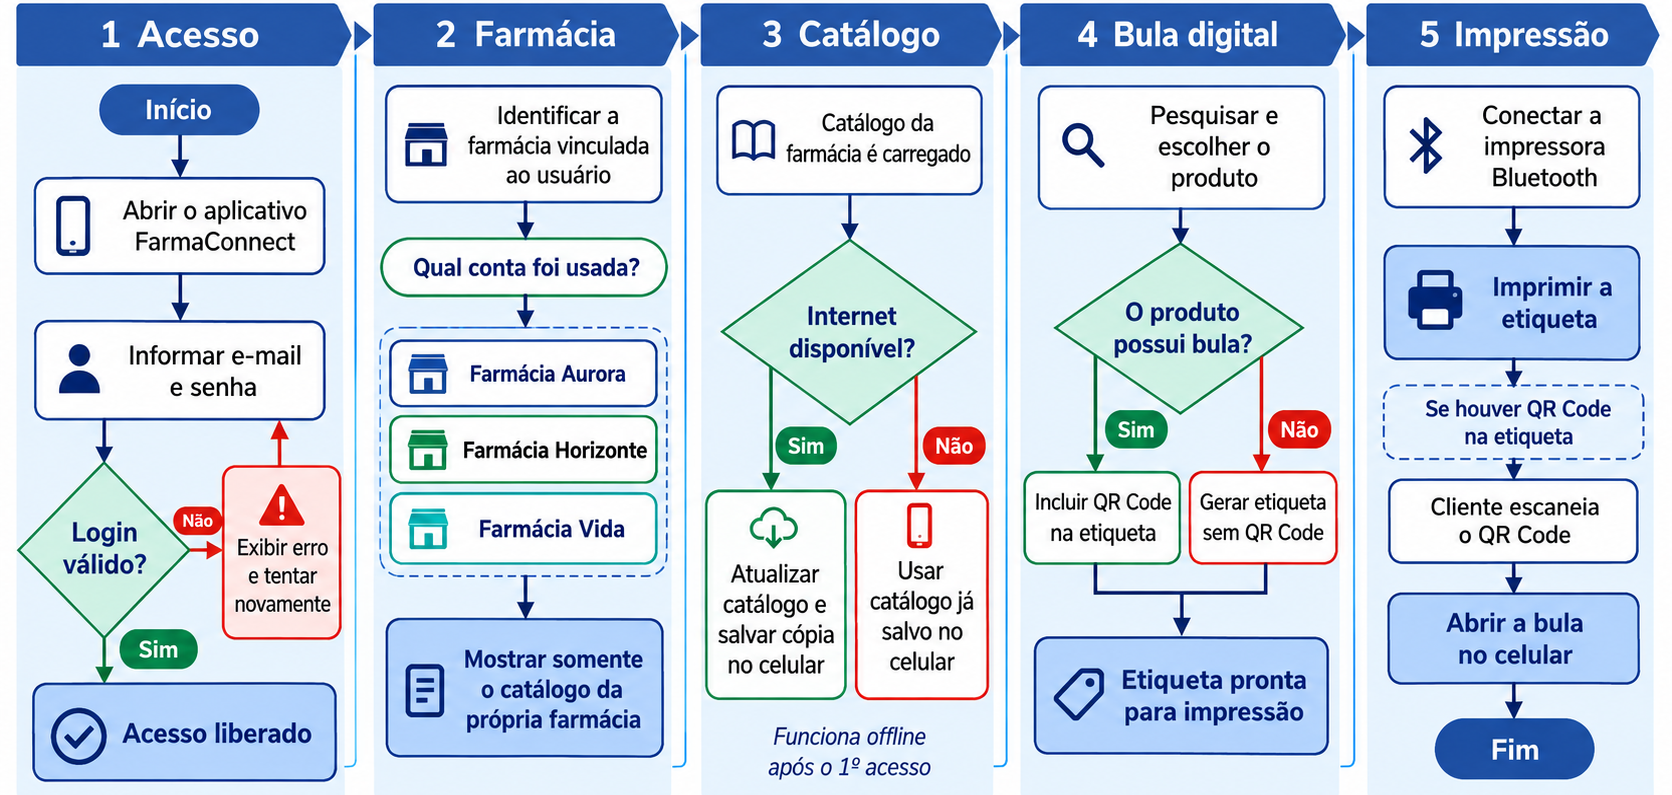 1 Acesso
Início
Abrir o aplicativo
FarmaConnect
Informar e-mail
e senha
Login
válido?
Não
Exibir erro
e tentar
novamente
Sim
Acesso liberado
2 Farmácia
Identificar a
farmácia vinculada
ao usuário
Qual conta foi usada?
Farmácia Aurora
Farmácia Horizonte
Farmácia Vida
Mostrar somente
o catálogo da
própria farmácia
3 Catálogo
Catálogo da
farmácia é carregado
Internet
disponível?
Sim
Não
Atualizar
catálogo e
salvar cópia
no celular
Usar
catálogo já
salvo no
celular
Funciona offline
após o 1º acesso
4 Bula digital
Pesquisar e
escolher o
produto
O produto
possui bula?
Sim
Não
Incluir QR Code
na etiqueta
Gerar etiqueta
sem QR Code
Etiqueta pronta
para impressão
5 Impressão
Conectar a
impressora
Bluetooth
Imprimir a
etiqueta
Se houver QR Code
na etiqueta
Cliente escaneia
o QR Code
Abrir a bula
no celular
Fim